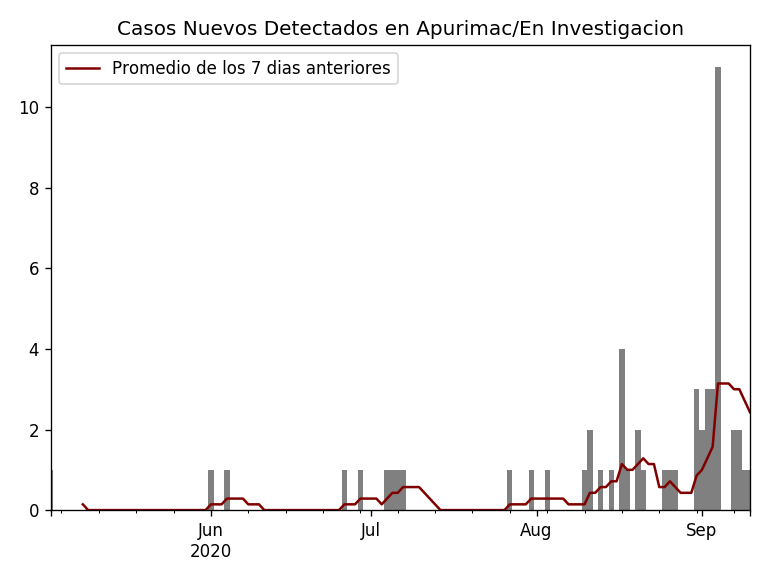 Casos Nuevos Detectados en Apurimac/En Investigacion
Promedio de los 7 dias anteriores
10
8
6
4
2
0
Jun
2020
Jul
Aug
Sep